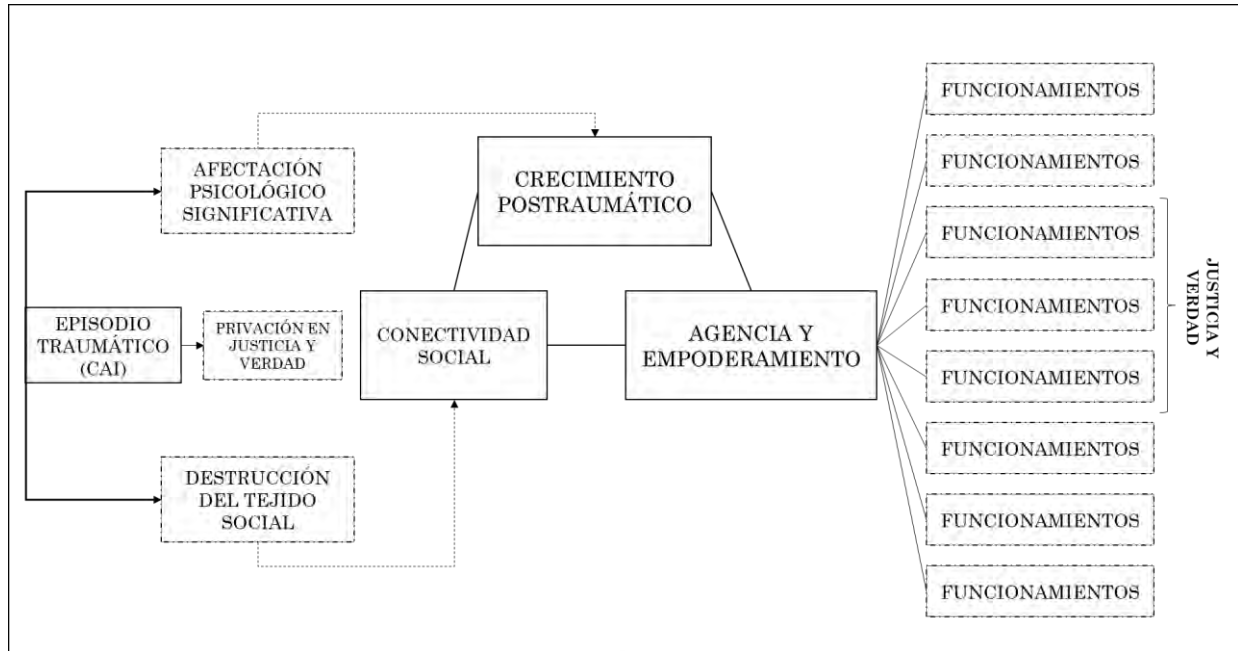 AFECTACIÓN
PSICOLÓGICO
SIGNIFICATIVA
EPISODIO
TRAUMÁTICO
(CAI)
PRIVACIÓN EN
JUSTICIA Y
VERDAD
DESTRUCCIÓN
DEL TEJIDO
SOCIAL
CRECIMIENTO
POSTRAUMÁTICO
CONECTIVIDAD
SOCIAL
AGENCIA Y
EMPODERAMIENTO
FUNCIONAMIENTOS
FUNCIONAMIENTOS
FUNCIONAMIENTOS
FUNCIONAMIENTOS
FUNCIONAMIENTOS
FUNCIONAMIENTOS
FUNCIONAMIENTOS
FUNCIONAMIENTOS
JUSTICIA Y
VERDAD